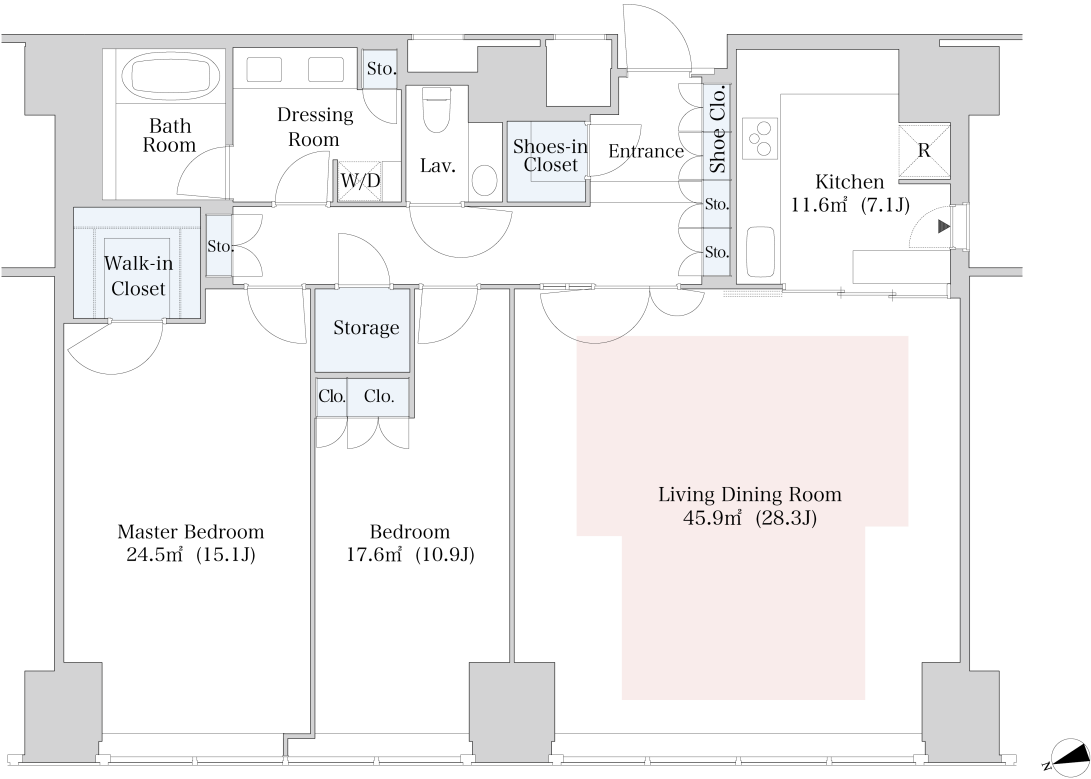 Sto.
Bath
Room
Dressing
Room
W/D
Lav.
Shoes-in
Closet
Entrance
Shoe Clo.
Sto.
Sto.
Kitchen
11.6㎡ (7.1J)
R
Walk-in
Closet
Sto.
Storage
Clo.
Clo.
Master Bedroom
24.5㎡ (15.1J)
Bedroom
17.6㎡ (10.9J)
Living Dining Room
45.9㎡ (28.3J)
N